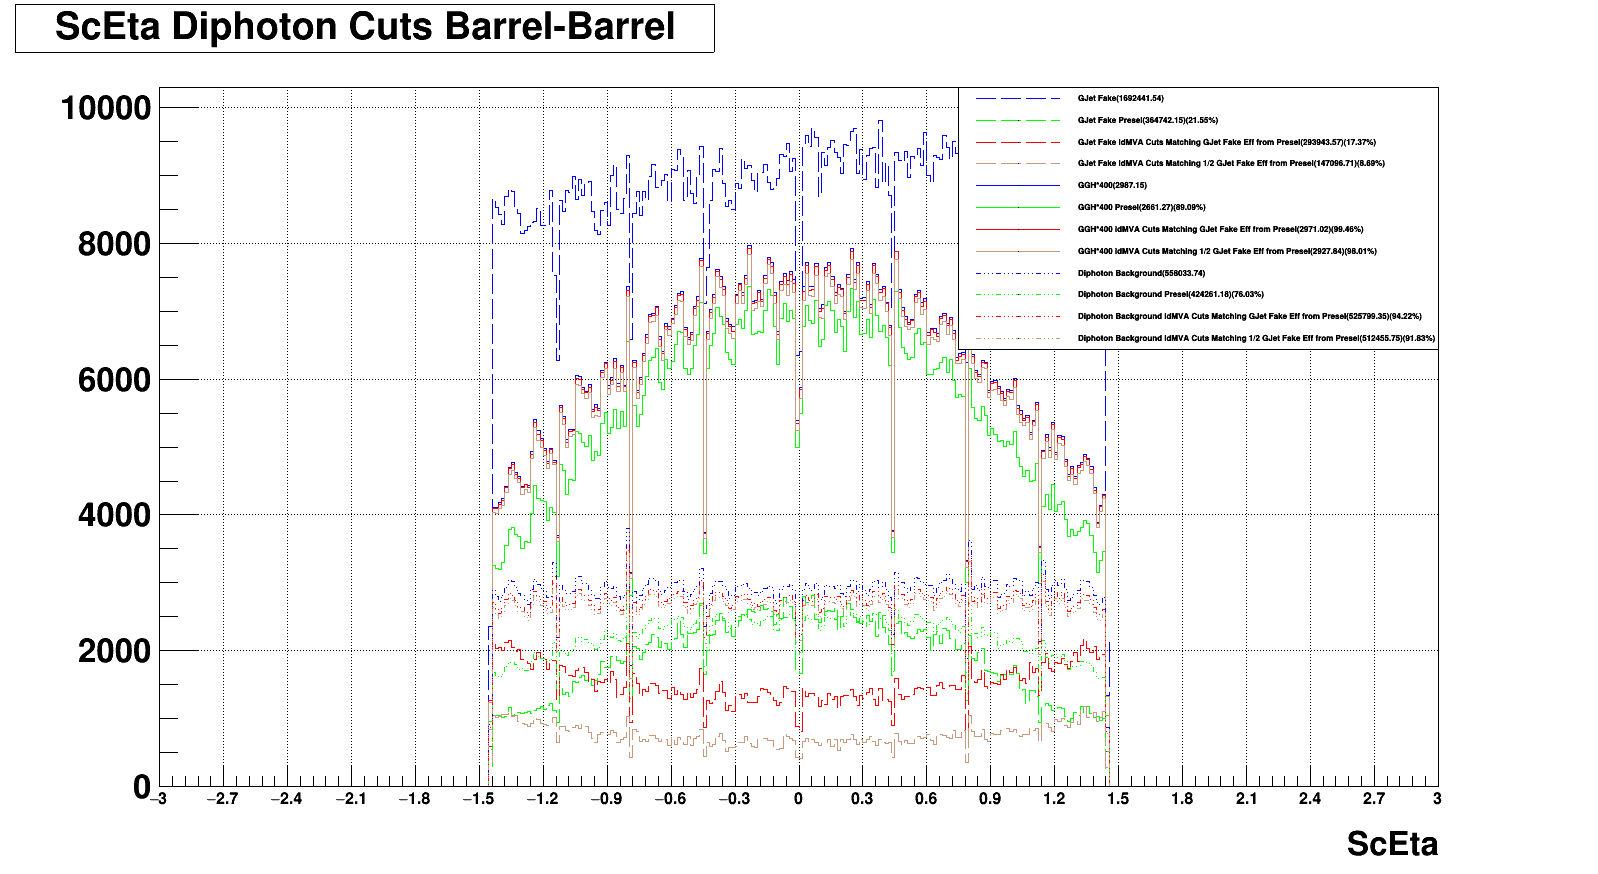 ScEta Diphoton Cuts Barrel-Barrel
10000
8000
6000
4000
2000
0
GJet Fake(1692441.54)
GJet Fake Presel(364742.15)(21.55%)
GJet Fake IdMVA Cuts Matching GJet Fake Eff from Presel(293943.57)(17.37%)
GJet Fake IdMVA Cuts Matching 1/2 GJet Fake Eff from Presel(147096.71)(8.69%)
GGH*400(2987.15)
GGH*400 Presel(2661.27)(89.09%)
GGH*400 IdMVA Cuts Matching GJet Fake Eff from Presel(2971.02)(99.46%)
GGH*400 IdMVA Cuts Matching 1/2 GJet Fake Eff from Presel(2927.84)(98.01%)
Diphoton Background(558033.74)
Diphoton Background Presel(424261.18)(76.03%)
Diphoton Background IdMVA Cuts Matching GJet Fake Eff from Presel(525799.35)(94.22%)
Diphoton Background IdMVA Cuts Matching 1/2 GJet Fake Eff from Presel(512455.75)(91.83%)
−3 −2.7 −2.4 −2.1 −1.8 −1.5 −1.2 −0.9 −0.6 −0.3 0 0.3 0.6 0.9 1.2 1.5 1.8 2.1 2.4 2.7 3
ScEta